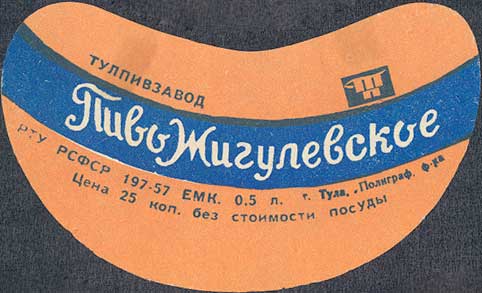 ТУЛПИВЗАВОД
Пиво Жигулевское
РТУ РСФСР 197-57 ЕМК. 0.5 л. г. Тула, „Полиграф. ф-ка
Цена 25 коп. без стоимости посуды